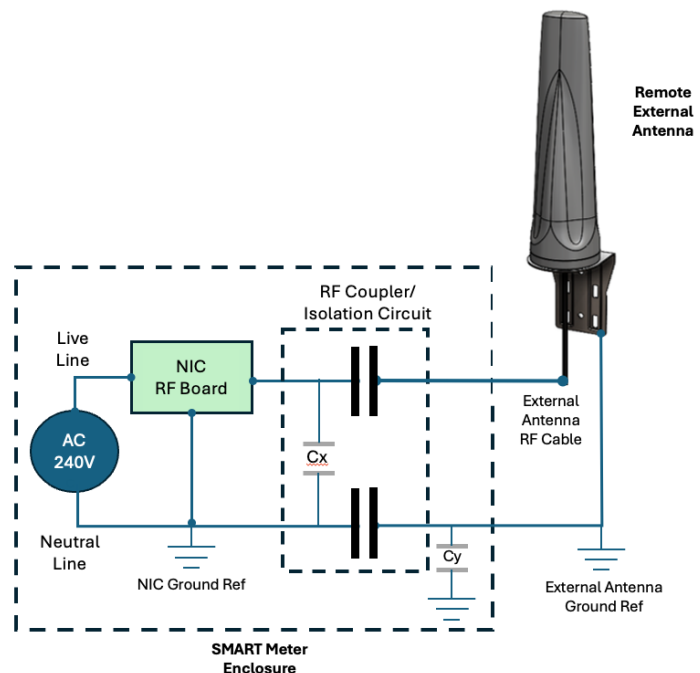 Remote
External
Antenna
RF Coupler/
Isolation Circuit
Live
Line
NIC
RF Board
AC
240V
External
Antenna
RF Cable
Cx
Neutral
Line
NIC Ground Ref
Cy
External Antenna
Ground Ref
SMART Meter
Enclosure